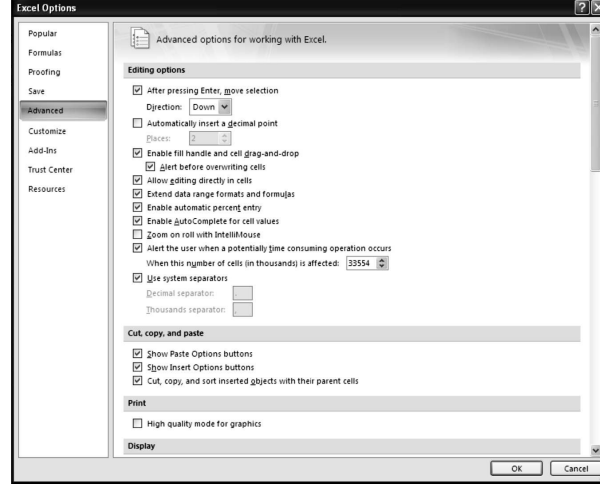 Excel Options
Popular
Formulas
Proofing
Save
Advanced
Customize
Add-Ins
Trust Center
Resources
Advanced options for working with Excel.
Editing options
After pressing Enter, move selection
Direction: Down
Automatically insert a decimal point
Places: 2
Enable fill handle and cell drag-and-drop
Alert before overwriting cells
Allow editing directly in cells
Extend data range formats and formulas
Enable automatic percent entry
Enable AutoComplete for cell values
Zoom on roll with IntelliMouse
Alert the user when a potentially time consuming operation occurs
When this number of cells (in thousands) is affected: 33554
Use system separators
Decimal separator: .
Thousands separator: ,
Cut, copy, and paste
Show Paste Options buttons
Show Insert Options buttons
Cut, copy, and sort inserted objects with their parent cells
Print
High quality mode for graphics
Display
OK Cancel